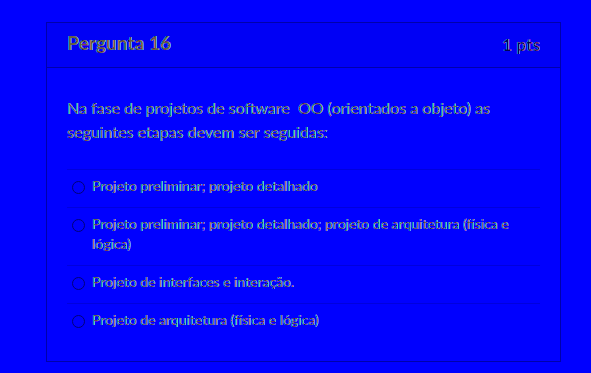 Pergunta 16
1 pts
Na fase de projetos de software OO (orientados a objeto) as
seguintes etapas devem ser seguidas:
Projeto preliminar; projeto detalhado
Projeto preliminar; projeto detalhado; projeto de arquitetura (física e
lógica)
Projeto de interfaces e interação.
Projeto de arquitetura (física e lógica)